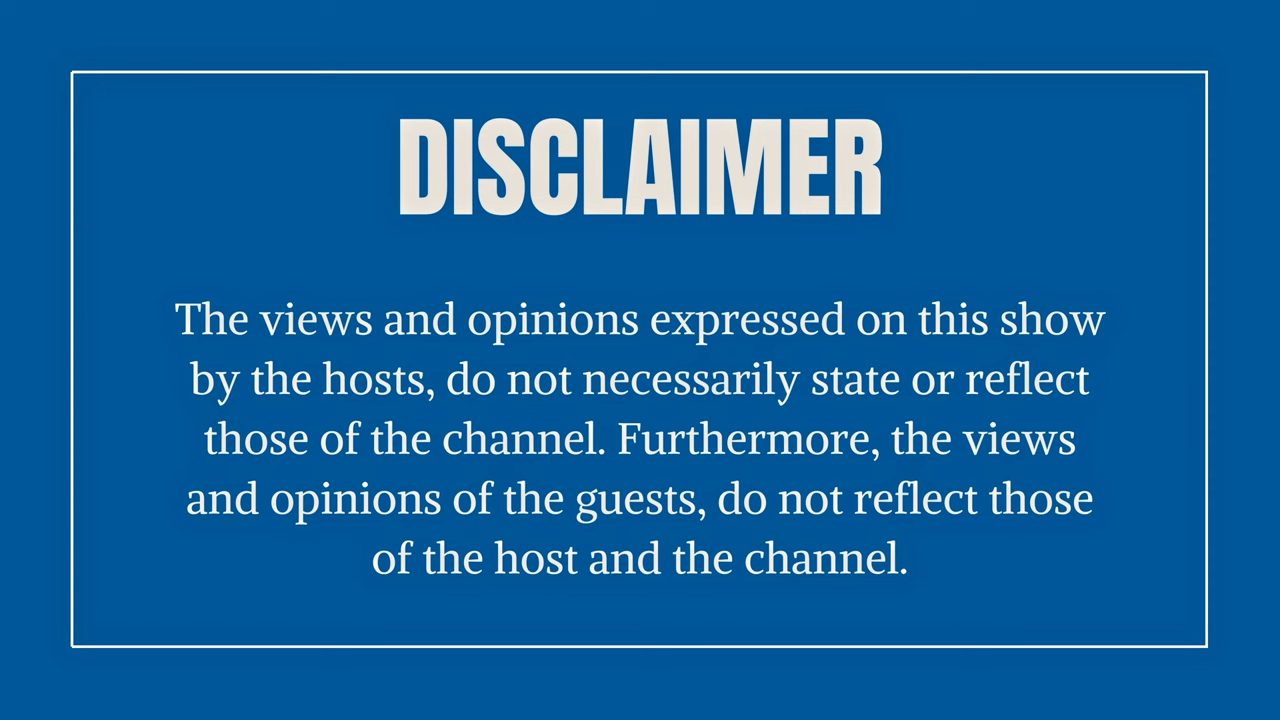 DISCLAIMER
The views and opinions expressed on this show
by the hosts, do not necessarily state or reflect
those of the channel. Furthermore, the views
and opinions of the guests, do not reflect those
of the host and the channel.